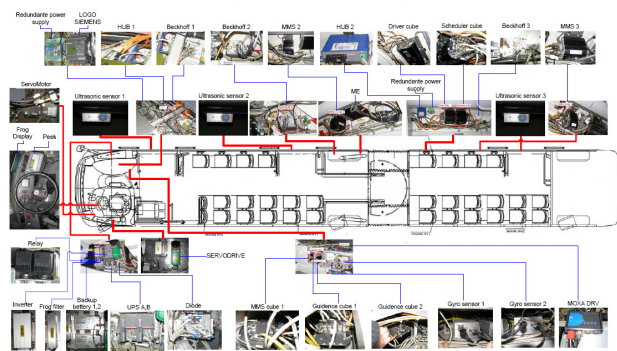 Redundante power
supply
LOGO
SIEMENS
HUB 1
Beckhoff 1
Beckhoff 2
MMS 2
HUB 2
Driver cube
Scheduler cube
Beckhoff 3
MMS 3
ServoMotor
Ultrasonic sensor 1
Ultrasonic sensor 2
ME
Redundante power
supply
Ultrasonic sensor 3
Frog
Display
Peek
Relay
SERVODRIVE
Inverter
Frog filter
Backup
bettery 1,2
UPS A,B
Diode
MMS cube 1
Guidence cube 1
Guidence cube 2
Gyro sensor 1
Gyro sensor 2
MOXA DRV